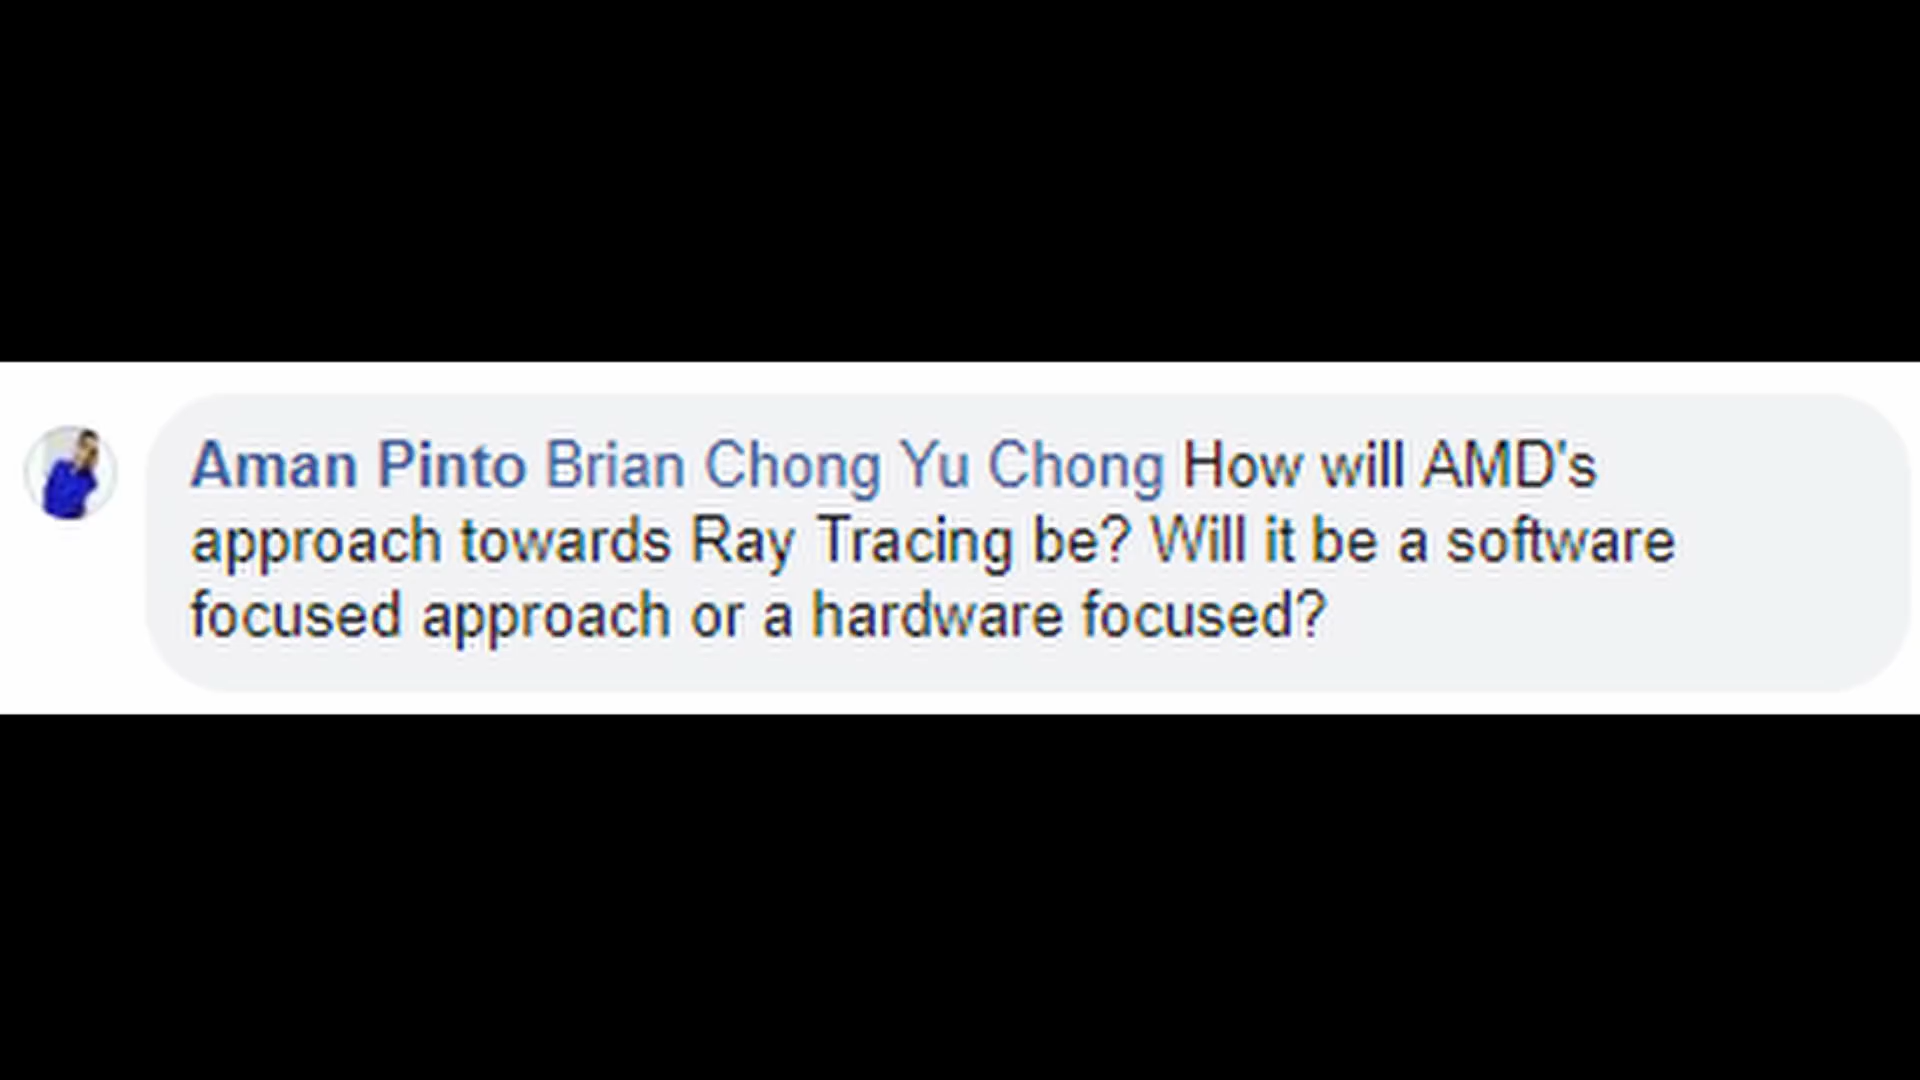 Aman Pinto Brian Chong Yu Chong How will AMD's
approach towards Ray Tracing be? Will it be a software
focused approach or a hardware focused?